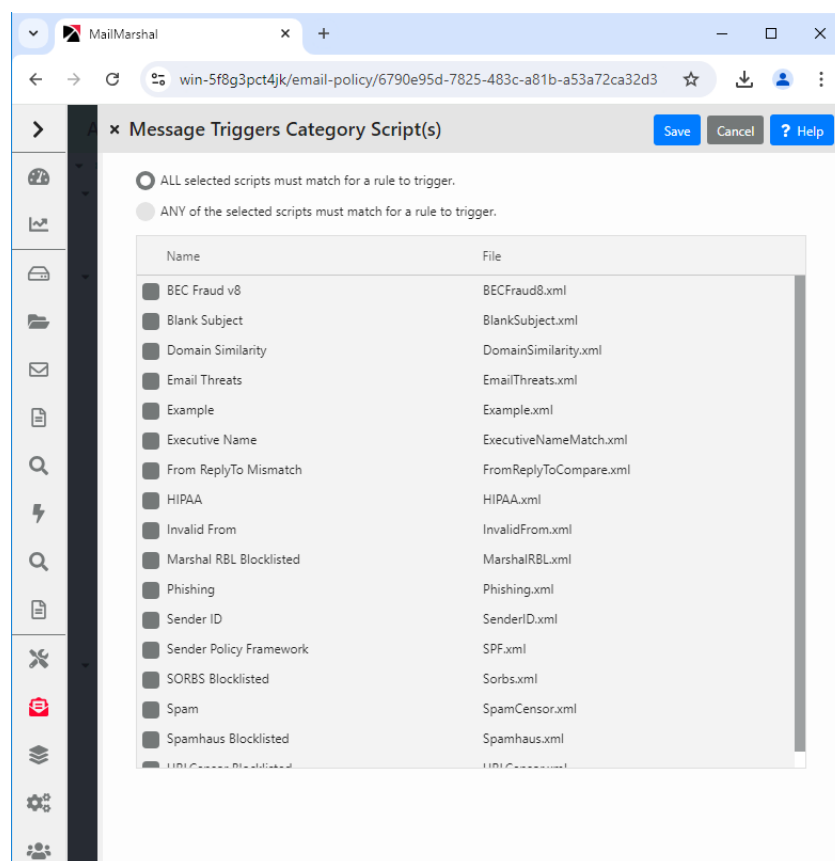 MailMarshal
win-5f8g3pct4jk/email-policy/6790e95d-7825-483c-a81b-a53a72ca32d3
Message Triggers Category Script(s) Save Cancel ? Help
ALL selected scripts must match for a rule to trigger.
ANY of the selected scripts must match for a rule to trigger.
Name File
BEC Fraud v8 BECFraud8.xml
Blank Subject BlankSubject.xml
Domain Similarity DomainSimilarity.xml
Email Threats EmailThreats.xml
Example Example.xml
Executive Name ExecutiveNameMatch.xml
From ReplyTo Mismatch FromReplyToCompare.xml
HIPAA HIPAA.xml
Invalid From InvalidFrom.xml
Marshal RBL Blocklisted MarshalRBL.xml
Phishing Phishing.xml
Sender ID SenderID.xml
Sender Policy Framework SPF.xml
SORBS Blocklisted Sorbs.xml
Spam SpamCensor.xml
Spamhaus Blocklisted Spamhaus.xml